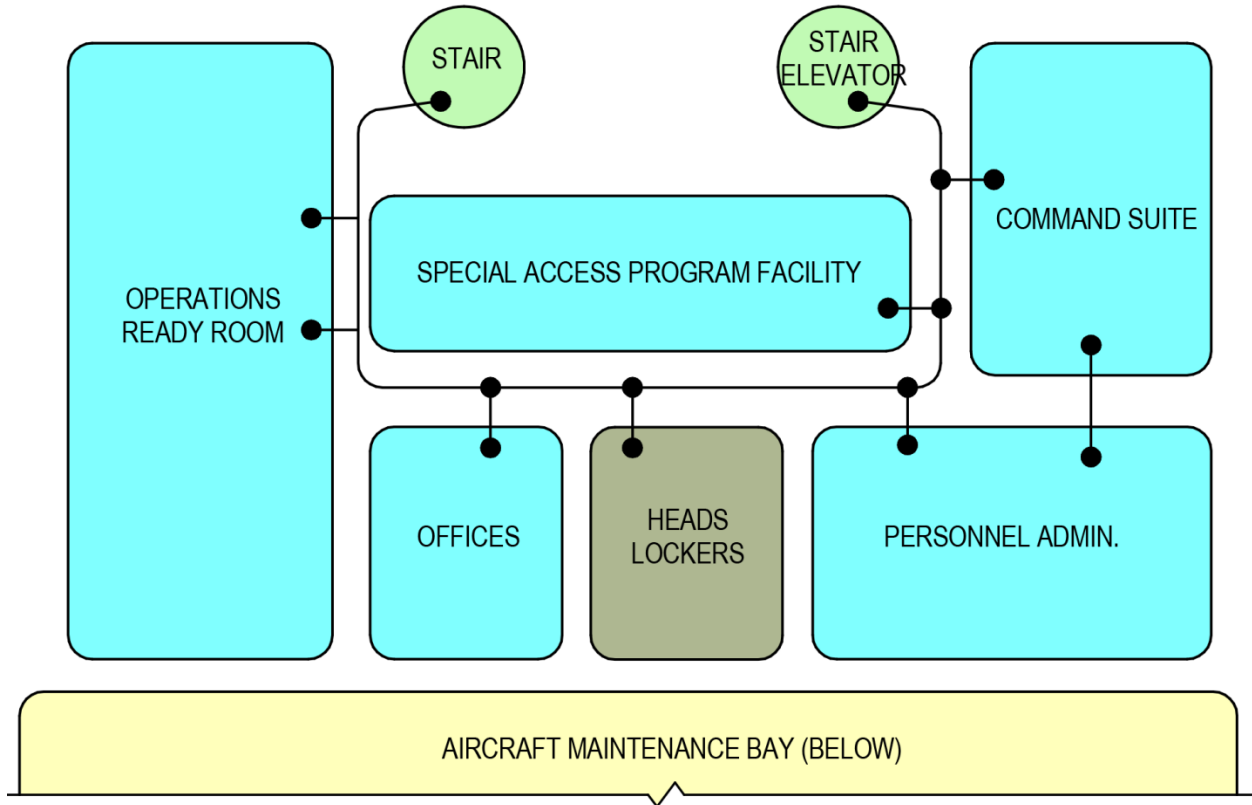 STAIR
STAIR
ELEVATOR
COMMAND SUITE
SPECIAL ACCESS PROGRAM FACILITY
OPERATIONS
READY ROOM
OFFICES
HEADS
LOCKERS
PERSONNEL ADMIN.
AIRCRAFT MAINTENANCE BAY (BELOW)